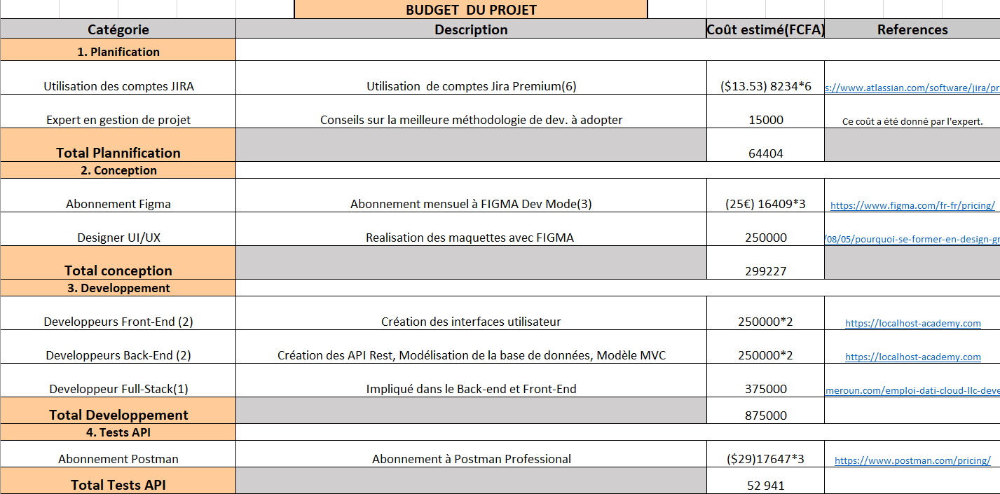 BUDGET  DU PROJET
Catégorie Description Coût estimé(FCFA) References
1. Planification
Utilisation des comptes JIRA Utilisation  de comptes Jira Premium(6) ($13.53) 8234*6 s://www.atlassian.com/software/jira/pr
Expert en gestion de projet Conseils sur la meilleure méthodologie de dev. à adopter 15000 Ce coût a été donné par l'expert.
Total Plannification 64404
2. Conception
Abonnement Figma Abonnement mensuel à FIGMA Dev Mode(3) (25€) 16409*3 https://www.figma.com/fr-fr/pricing/
Designer UI/UX Realisation des maquettes avec FIGMA 250000 /08/05/pourquoi-se-former-en-design-gr
Total conception 299227
3. Developpement
Developpeurs Front-End (2) Création des interfaces utilisateur 250000*2 https://localhost-academy.com
Developpeurs Back-End (2) Création des API Rest, Modélisation de la base de données, Modèle MVC 250000*2 https://localhost-academy.com
Developpeur Full-Stack(1) Impliqué dans le Back-end et Front-End 375000 meroun.com/emploi-dati-cloud-llc-deve
Total Developpement 875000
4. Tests API
Abonnement Postman Abonnement à Postman Professional ($29)17647*3 https://www.postman.com/pricing/
Total Tests API 52 941